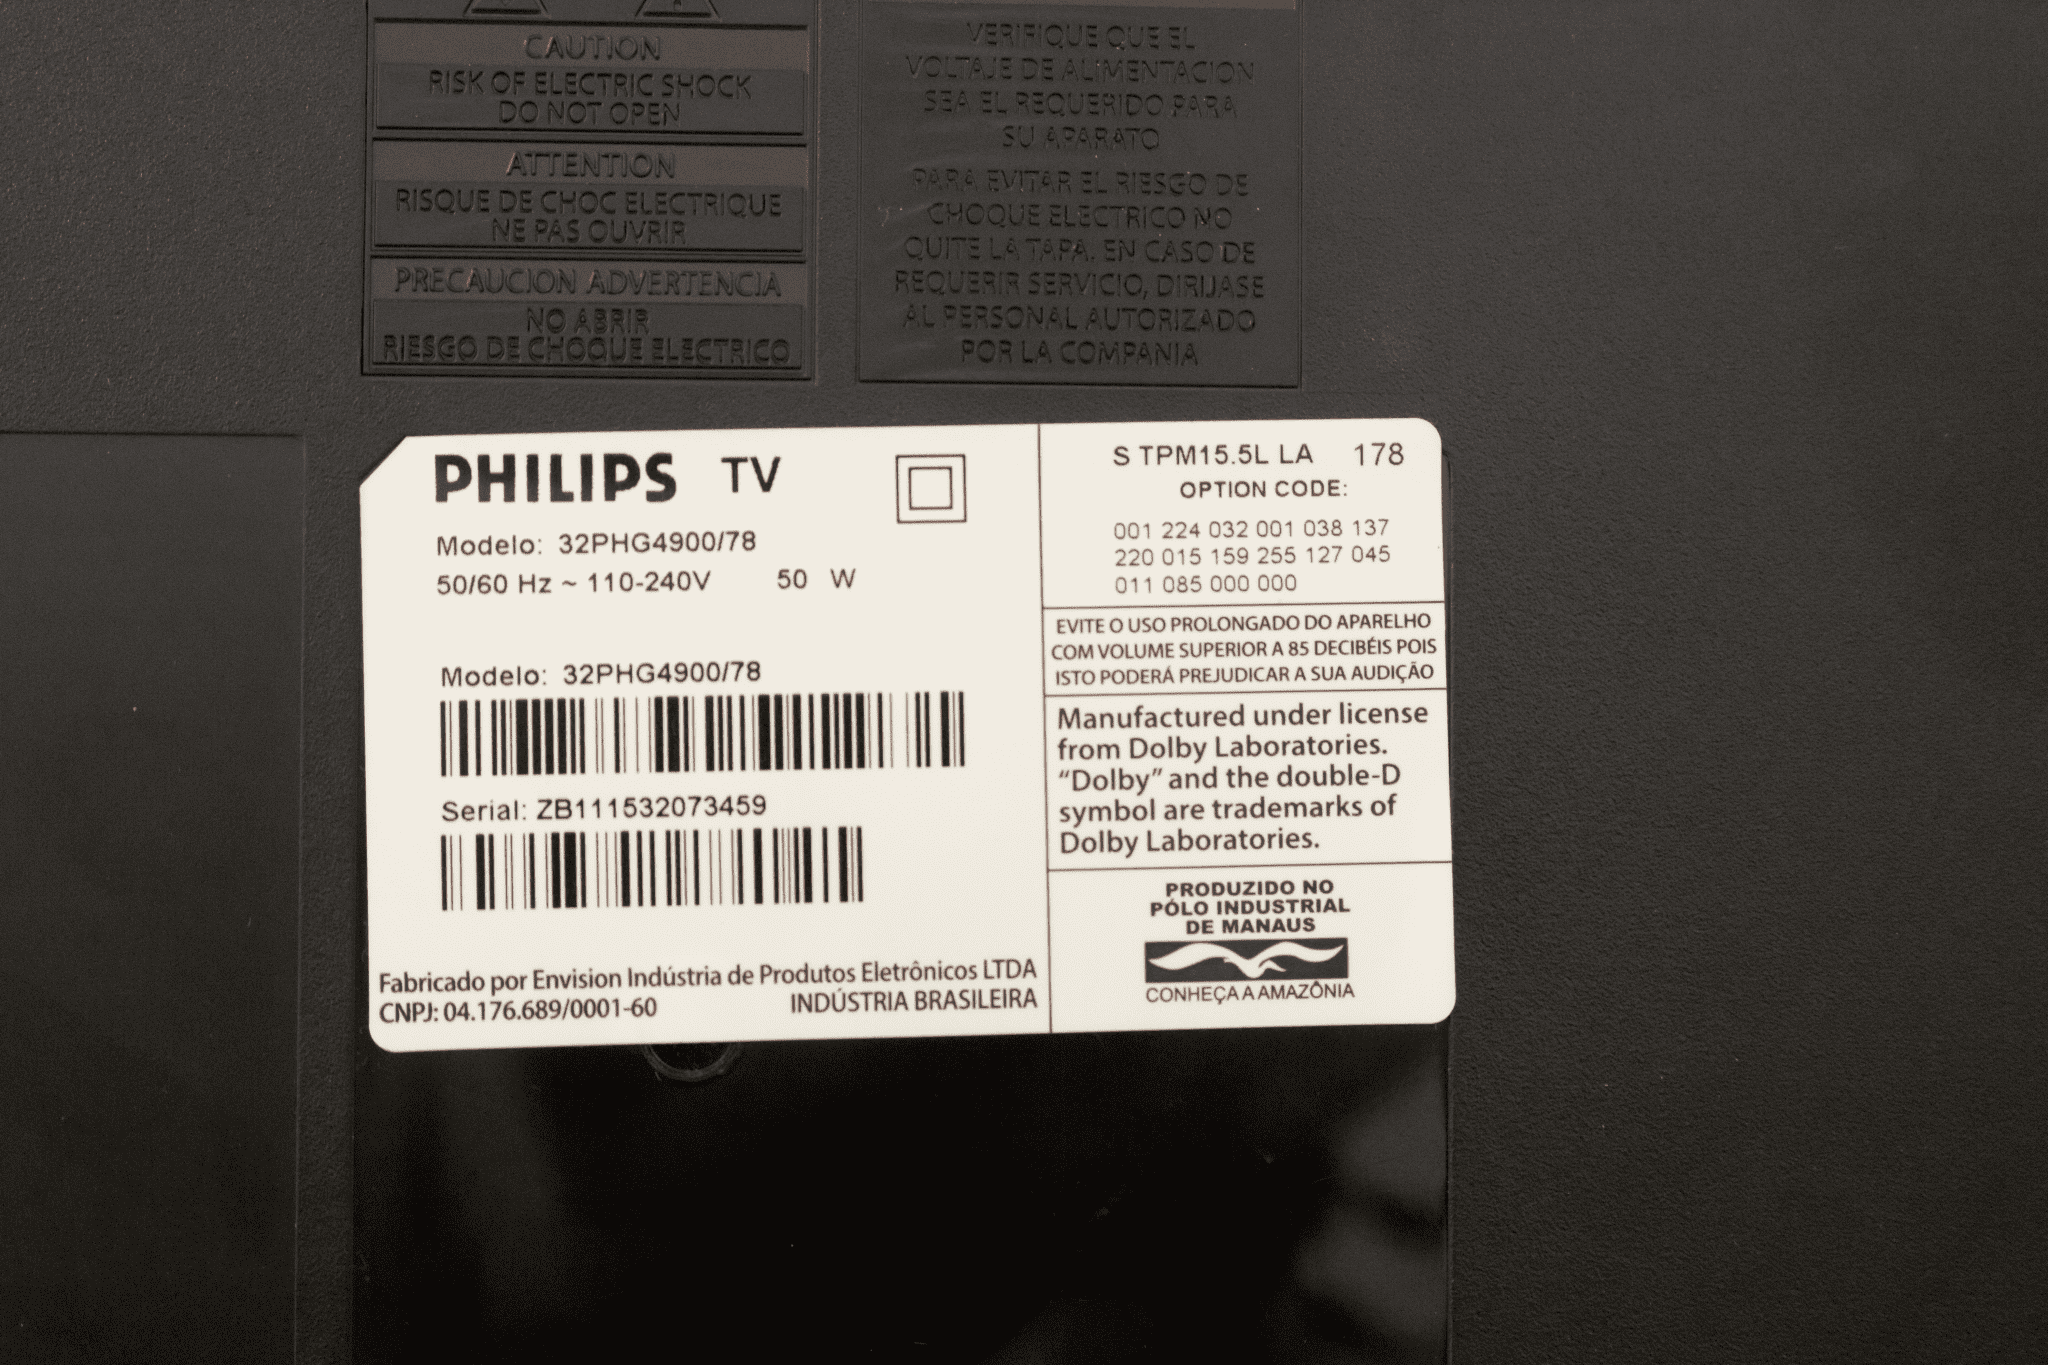 CAUTION
RISK OF ELECTRIC SHOCK
DO NOT OPEN
ATTENTION
RISQUE DE CHOC ELECTRIQUE
NE PAS OUVRIR
PRECAUCION ADVERTENCIA
NO ABRIR
RIESGO DE CHOQUE ELECTRICO
VERIFIQUE QUE EL
VOLTAJE DE ALIMENTACION
SEA EL REQUERIDO PARA
SU APARATO
PARA EVITAR EL RIESGO DE
CHOQUE ELECTRICO NO
QUITE LA TAPA. EN CASO DE
REQUERIR SERVICIO, DIRIJASE
AL PERSONAL AUTORIZADO
POR LA COMPANIA
PHILIPS TV
Modelo: 32PHG4900/78
50/60 Hz ~ 110-240V 50 W
Modelo: 32PHG4900/78
Serial: ZB111532073459
Fabricado por Envision Indústria de Produtos Eletrônicos LTDA
CNPJ: 04.176.689/0001-60 INDÚSTRIA BRASILEIRA
S TPM15.5L LA 178
OPTION CODE:
001 224 032 001 038 137
220 015 159 255 127 045
011 085 000 000
EVITE O USO PROLONGADO DO APARELHO
COM VOLUME SUPERIOR A 85 DECIBÉIS POIS
ISTO PODERÁ PREJUDICAR A SUA AUDIÇÃO
Manufactured under license
from Dolby Laboratories.
“Dolby” and the double-D
symbol are trademarks of
Dolby Laboratories.
PRODUZIDO NO
PÓLO INDUSTRIAL
DE MANAUS
CONHEÇA A AMAZÔNIA